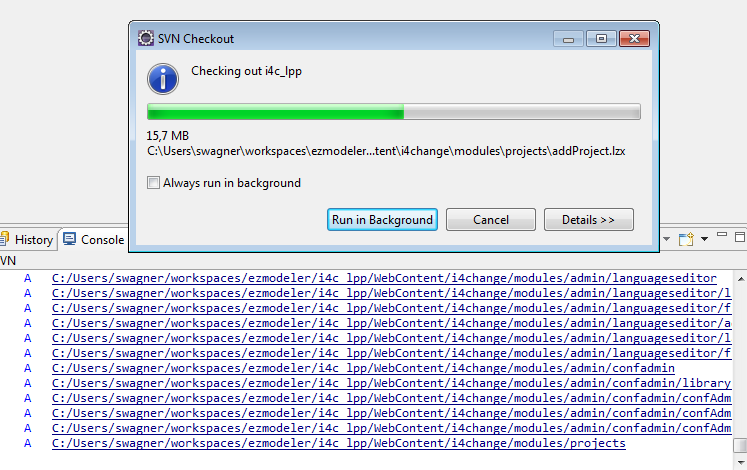 SVN Checkout
Checking out i4c_lpp
15,7 MB
C:\Users\swagner\workspaces\ezmodeler...tent\i4change\modules\projects\addProject.lzx
Always run in background
Run in Background
Cancel
Details >>
History
Console
VN
A C:/Users/swagner/workspaces/ezmodeler/i4c_lpp/WebContent/i4change/modules/admin/languageseditor
A C:/Users/swagner/workspaces/ezmodeler/i4c_lpp/WebContent/i4change/modules/admin/languageseditor/l
A C:/Users/swagner/workspaces/ezmodeler/i4c_lpp/WebContent/i4change/modules/admin/languageseditor/f
A C:/Users/swagner/workspaces/ezmodeler/i4c_lpp/WebContent/i4change/modules/admin/languageseditor/a
A C:/Users/swagner/workspaces/ezmodeler/i4c_lpp/WebContent/i4change/modules/admin/languageseditor/l
A C:/Users/swagner/workspaces/ezmodeler/i4c_lpp/WebContent/i4change/modules/admin/languageseditor/f
A C:/Users/swagner/workspaces/ezmodeler/i4c_lpp/WebContent/i4change/modules/admin/confadmin
A C:/Users/swagner/workspaces/ezmodeler/i4c_lpp/WebContent/i4change/modules/admin/confadmin/library
A C:/Users/swagner/workspaces/ezmodeler/i4c_lpp/WebContent/i4change/modules/admin/confadmin/confAdm
A C:/Users/swagner/workspaces/ezmodeler/i4c_lpp/WebContent/i4change/modules/admin/confadmin/confAdm
A C:/Users/swagner/workspaces/ezmodeler/i4c_lpp/WebContent/i4change/modules/admin/confadmin/confAdm
A C:/Users/swagner/workspaces/ezmodeler/i4c_lpp/WebContent/i4change/modules/projects